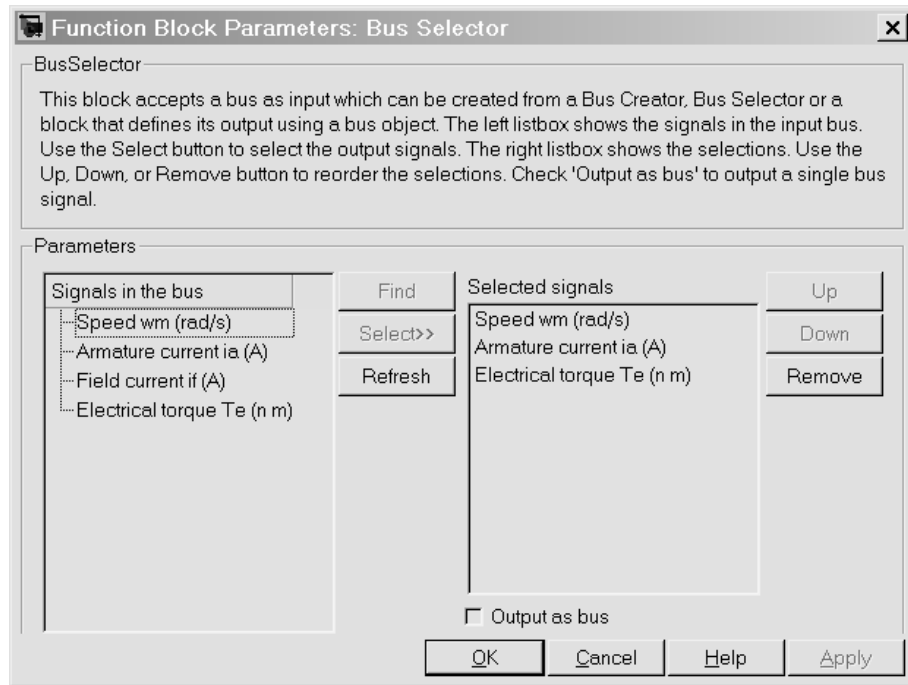 Function Block Parameters: Bus Selector
BusSelector
This block accepts a bus as input which can be created from a Bus Creator, Bus Selector or a
block that defines its output using a bus object. The left listbox shows the signals in the input bus.
Use the Select button to select the output signals. The right listbox shows the selections. Use the
Up, Down, or Remove button to reorder the selections. Check 'Output as bus' to output a single bus
signal.
Parameters
Signals in the bus
Speed wm (rad/s)
Armature current ia (A)
Field current if (A)
Electrical torque Te (n m)
Find
Select>>
Refresh
Selected signals
Speed wm (rad/s)
Armature current ia (A)
Electrical torque Te (n m)
Up
Down
Remove
Output as bus
OK
Cancel
Help
Apply